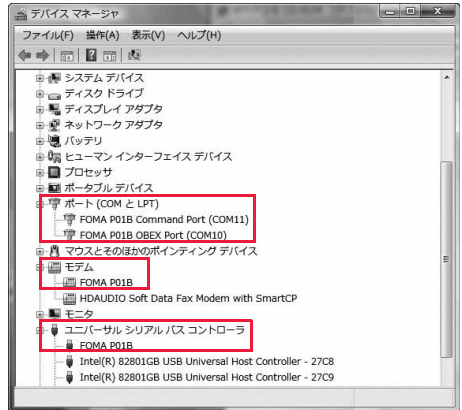 デバイス マネージャ
ファイル(F) 操作(A) 表示(V) ヘルプ(H)
システム デバイス
ディスク ドライブ
ディスプレイ アダプタ
ネットワーク アダプタ
バッテリ
ヒューマン インターフェイス デバイス
プロセッサ
ポータブル デバイス
ポート (COM と LPT)
FOMA P01B Command Port (COM11)
FOMA P01B OBEX Port (COM10)
マウスとそのほかのポインティング デバイス
モデム
FOMA P01B
HDAUDIO Soft Data Fax Modem with SmartCP
モニタ
ユニバーサル シリアル バス コントローラ
FOMA P01B
Intel(R) 82801GB USB Universal Host Controller - 27C8
Intel(R) 82801GB USB Universal Host Controller - 27C9